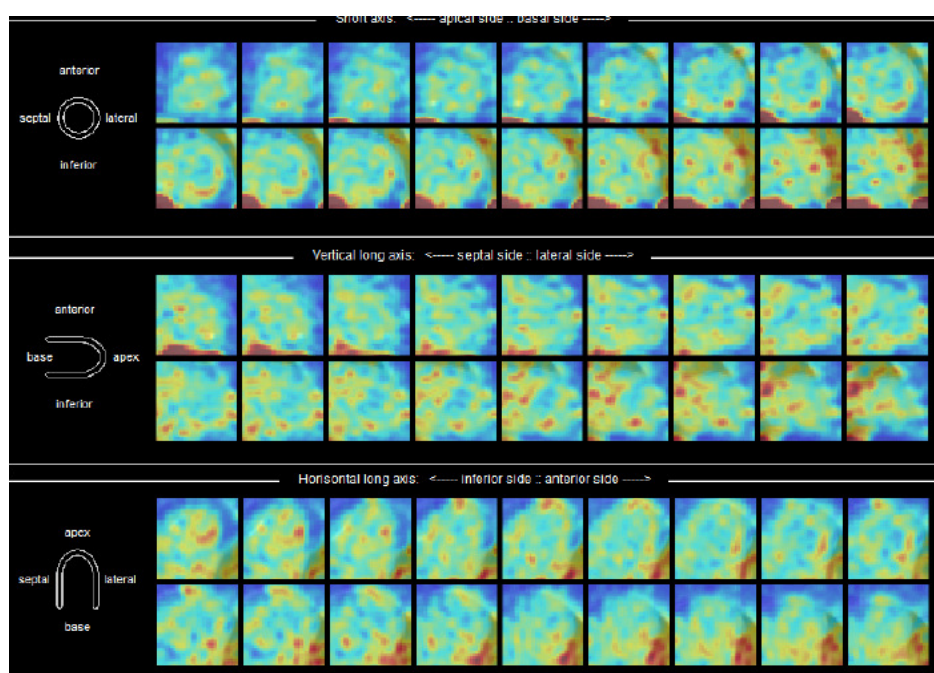 Short axis: <----- apical side :: basal side ----->
anterior
septal lateral
inferior
Vertical long axis: <----- septal side :: lateral side ----->
anterior
base apex
inferior
Horisontal long axis: <----- inferior side :: anterior side ----->
apex
septal lateral
base